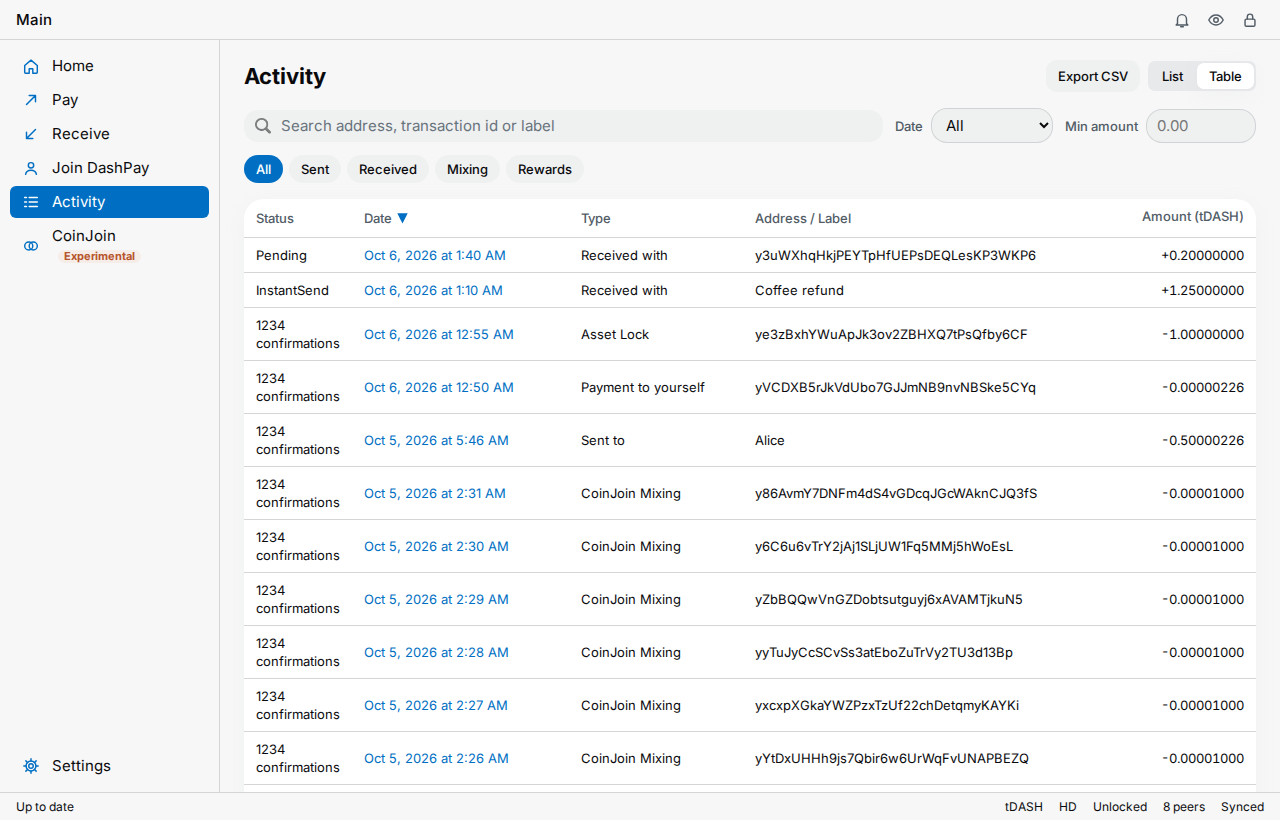 Main
Home
Pay
Receive
Join DashPay
Activity
CoinJoin
Experimental
Settings
Activity
Export CSV
List
Table
Search address, transaction id or label
Date
All
Min amount
0.00
All
Sent
Received
Mixing
Rewards
Status Date ▼ Type Address / Label Amount (tDASH)
Pending Oct 6, 2026 at 1:40 AM Received with y3uWXhqHkjPEYTpHfUEPsDEQLesKP3WKP6 +0.20000000
InstantSend Oct 6, 2026 at 1:10 AM Received with Coffee refund +1.25000000
1234 confirmations Oct 6, 2026 at 12:55 AM Asset Lock ye3zBxhYWuApJk3ov2ZBHXQ7tPsQfby6CF -1.00000000
1234 confirmations Oct 6, 2026 at 12:50 AM Payment to yourself yVCDXB5rJkVdUbo7GJJmNB9nvNBSke5CYq -0.00000226
1234 confirmations Oct 5, 2026 at 5:46 AM Sent to Alice -0.50000226
1234 confirmations Oct 5, 2026 at 2:31 AM CoinJoin Mixing y86AvmY7DNFm4dS4vGDcqJGcWAknCJQ3fS -0.00001000
1234 confirmations Oct 5, 2026 at 2:30 AM CoinJoin Mixing y6C6u6vTrY2jAj1SLjUW1Fq5MMj5hWoEsL -0.00001000
1234 confirmations Oct 5, 2026 at 2:29 AM CoinJoin Mixing yZbBQQwVnGZDobtsutguyj6xAVAMTjkuN5 -0.00001000
1234 confirmations Oct 5, 2026 at 2:28 AM CoinJoin Mixing yyTuJyCcSCvSs3atEboZuTrVy2TU3d13Bp -0.00001000
1234 confirmations Oct 5, 2026 at 2:27 AM CoinJoin Mixing yxcxpXGkaYWZPzxTzUf22chDetqmyKAYKi -0.00001000
1234 confirmations Oct 5, 2026 at 2:26 AM CoinJoin Mixing yYtDxUHHh9js7Qbir6w6UrWqFvUNAPBEZQ -0.00001000
Up to date
tDASH HD Unlocked 8 peers Synced